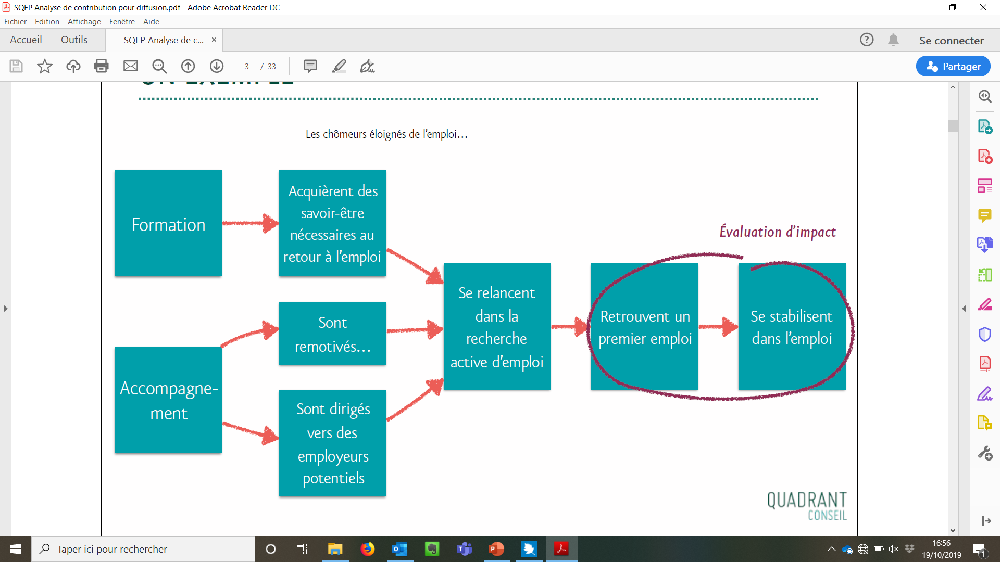 SQEP Analyse de contribution pour diffusion.pdf - Adobe Acrobat Reader DC
Fichier Edition Affichage Fenêtre Aide
Accueil Outils SQEP Analyse de c... ×
? Se connecter
3 / 33
Partager
UN EXEMPLE
Les chômeurs éloignés de l'emploi...
Formation
Acquièrent des
savoir-être
nécessaires au
retour à l'emploi
Évaluation d'impact
Accompagne-
ment
Sont
remotivés...
Sont dirigés
vers des
employeurs
potentiels
Se relancent
dans la
recherche
active d'emploi
Retrouvent un
premier emploi
Se stabilisent
dans l'emploi
QUADRANT
CONSEIL
Taper ici pour rechercher
16:56
19/10/2019
1